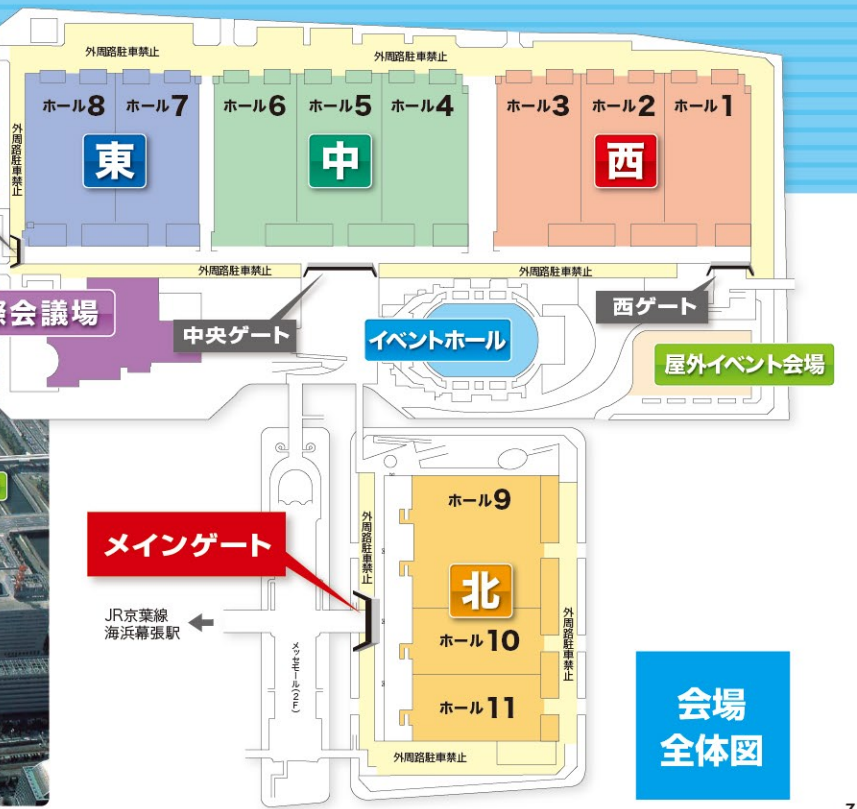 外周路駐車禁止
外周路駐車禁止
ホール8
ホール7
ホール6
ホール5
ホール4
ホール3
ホール2
ホール1
東
中
西
外周路駐車禁止
外周路駐車禁止
外周路駐車禁止
会議場
中央ゲート
イベントホール
西ゲート
屋外イベント会場
ホール9
外周路駐車禁止
メインゲート
北
JR京葉線
海浜幕張駅
メッセモール(2F)
ホール10
外周路駐車禁止
ホール11
外周路駐車禁止
会場
全体図